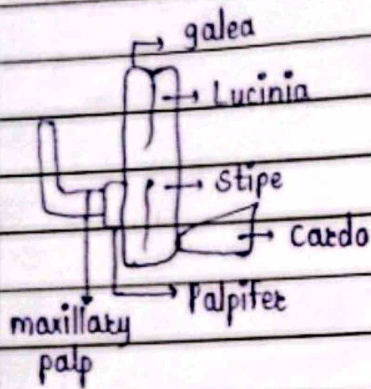 galea
Lucinia
Stipe
Cardo
Palpifer
maxillary
palp